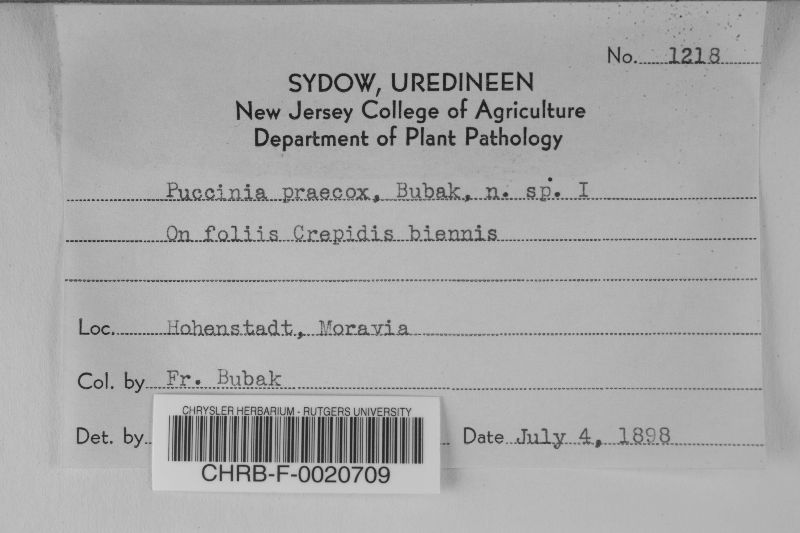 No. 1218
SYDOW, UREDINEEN
New Jersey College of Agriculture
Department of Plant Pathology
Puccinia praecox, Bubak, n. sp. I
On foliis Crepidis biennis
Loc. Hohenstadt, Moravia
Col. by Fr. Bubak
Det. by Date July 4, 1898
CHRYSLER HERBARIUM - RUTGERS UNIVERSITY
CHRB-F-0020709